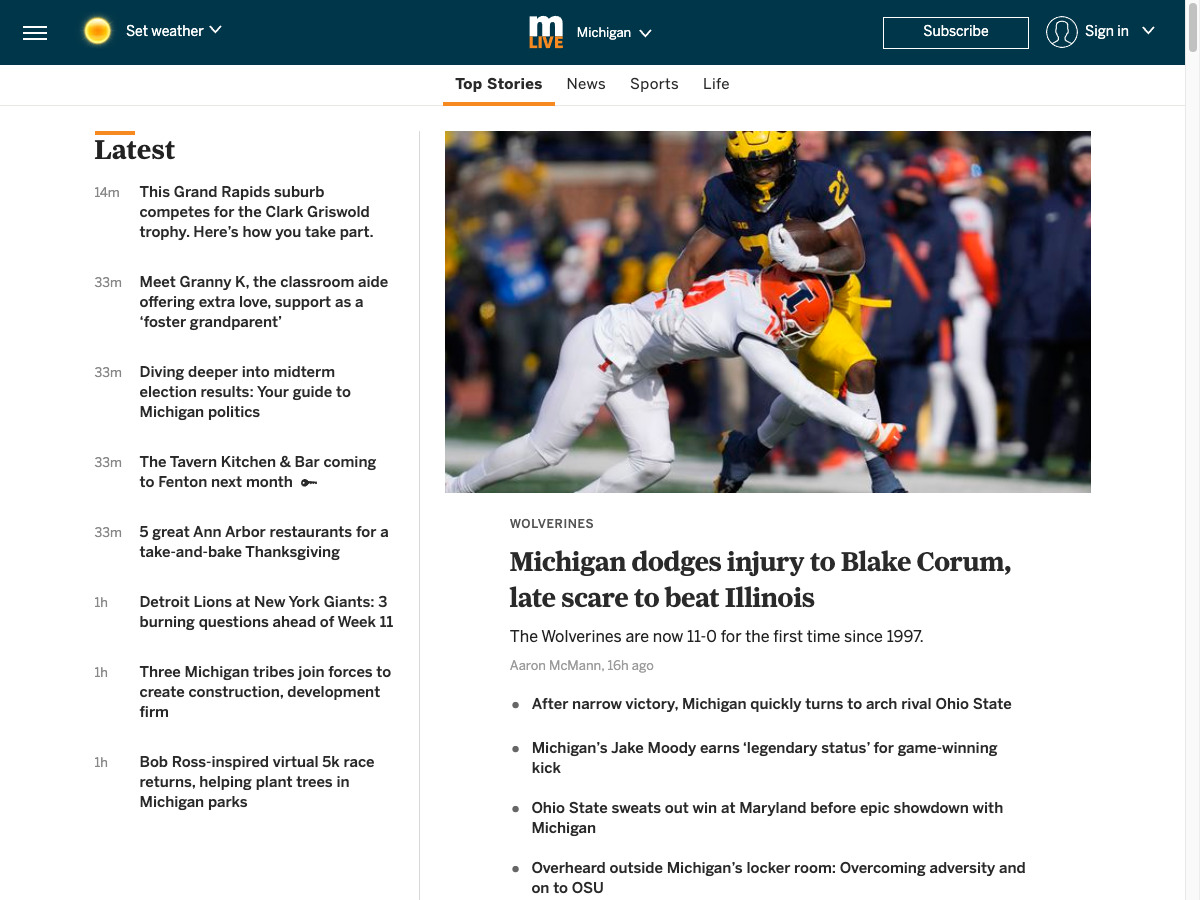 Set weather
m
LIVE
Michigan
Subscribe
Sign in
Top Stories
News
Sports
Life
Latest
14m
This Grand Rapids suburb
competes for the Clark Griswold
trophy. Here’s how you take part.
33m
Meet Granny K, the classroom aide
offering extra love, support as a
‘foster grandparent’
33m
Diving deeper into midterm
election results: Your guide to
Michigan politics
33m
The Tavern Kitchen & Bar coming
to Fenton next month
33m
5 great Ann Arbor restaurants for a
take-and-bake Thanksgiving
1h
Detroit Lions at New York Giants: 3
burning questions ahead of Week 11
1h
Three Michigan tribes join forces to
create construction, development
firm
1h
Bob Ross-inspired virtual 5k race
returns, helping plant trees in
Michigan parks
23
2
I
WOLVERINES
Michigan dodges injury to Blake Corum,
late scare to beat Illinois
The Wolverines are now 11-0 for the first time since 1997.
Aaron McMann, 16h ago
After narrow victory, Michigan quickly turns to arch rival Ohio State
Michigan’s Jake Moody earns ‘legendary status’ for game-winning
kick
Ohio State sweats out win at Maryland before epic showdown with
Michigan
Overheard outside Michigan’s locker room: Overcoming adversity and
on to OSU